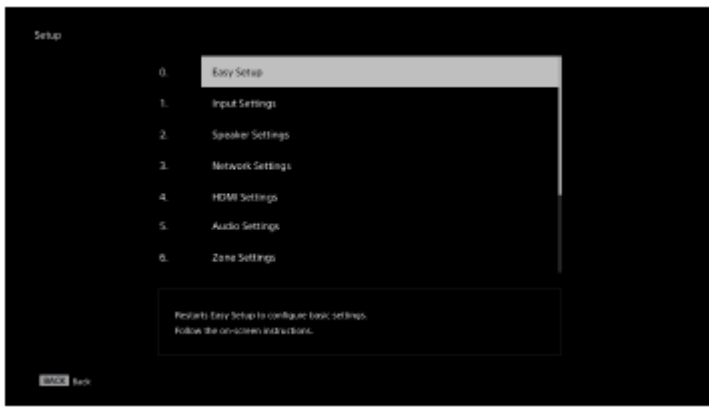 Setup
0. Easy Setup
1. Input Settings
2. Speaker Settings
3. Network Settings
4. HDMI Settings
5. Audio Settings
6. Zone Settings
Restarts Easy Setup to configure basic settings.
Follow the on-screen instructions.
BACK Back